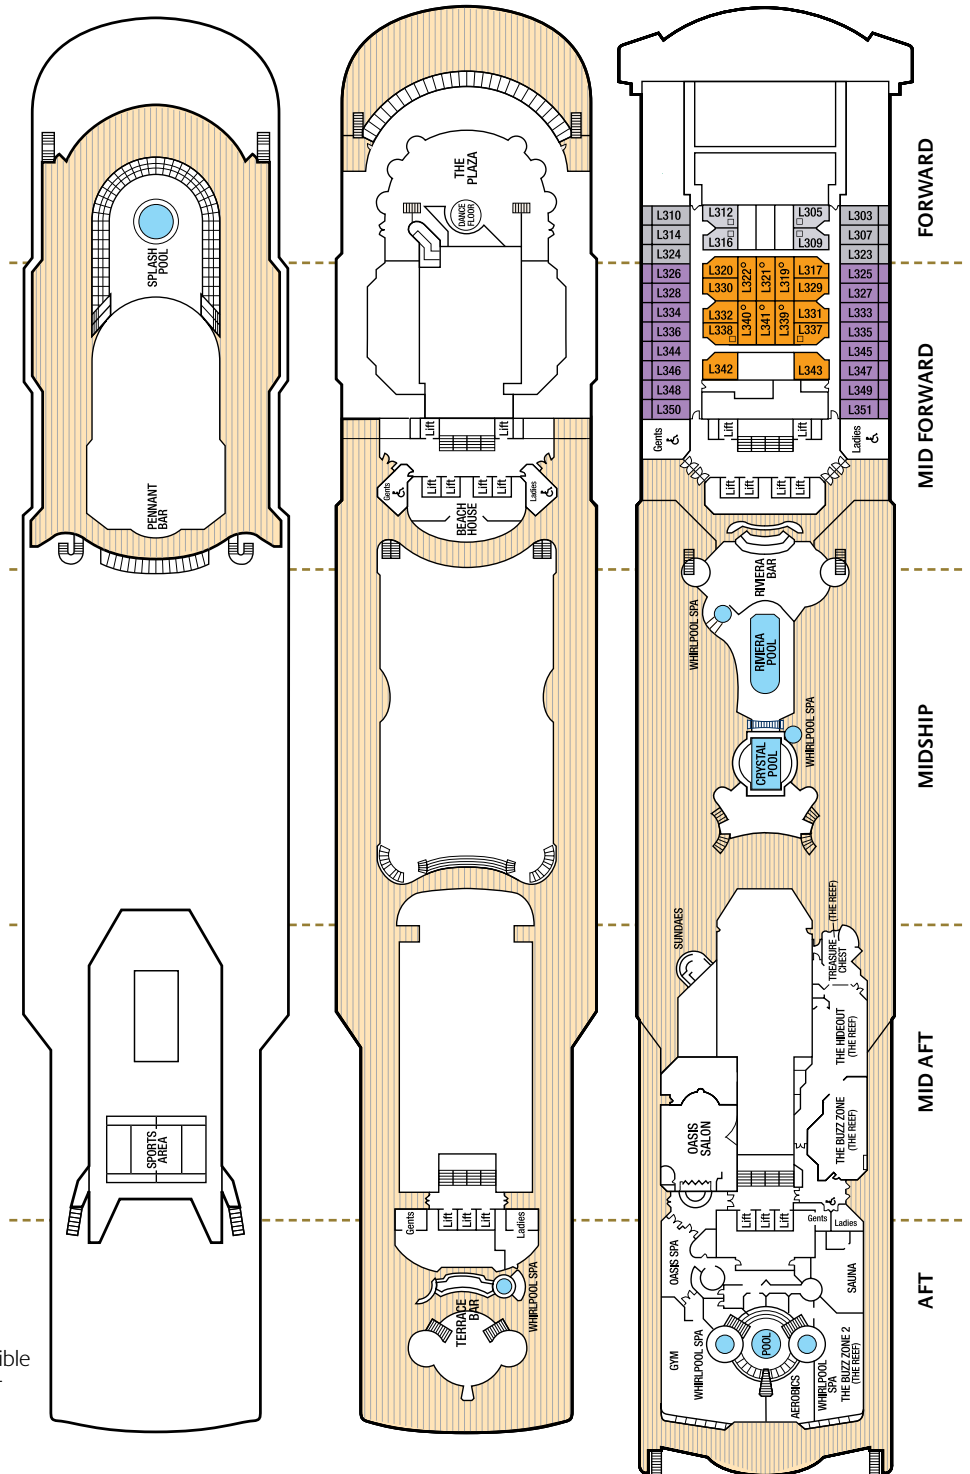 SPLASH
POOL
PENNANT
BAR
SPORTS
AREA
ible
THE
PLAZA
DANCE
FLOOR
Lift
Lift
Gents
Lift
Lift
Lift
Lift
Ladies
BEACH
HOUSE
Gents
Lift
Lift
Lift
Ladies
WHIRLPOOL SPA
TERRACE
BAR
L310
L312
L305
L303
L314
L316
L309
L307
L324
L323
L326
L320
L322
L321
L319
L317
L325
L328
L330
L329
L327
L334
L332
L340
L341
L339
L331
L333
L336
L338
L337
L335
L344
L345
L346
L342
L343
L347
L348
L349
L350
L351
Gents
Lift
Lift
Ladies
Lift
Lift
Lift
Lift
RIVIERA
BAR
WHIRLPOOL SPA
RIVIERA
POOL
WHIRLPOOL SPA
CRYSTAL
POOL
SUNDAES
TREASURE
CHEST
(THE REEF)
THE HIDEOUT
(THE REEF)
OASIS
SALON
THE BUZZ ZONE
(THE REEF)
Lift
Lift
Lift
Gents
Ladies
OASIS SPA
SAUNA
GYM
WHIRLPOOL SPA
POOL
AEROBICS
WHIRLPOOL
SPA
THE BUZZ ZONE 2
(THE REEF)
FORWARD
MID FORWARD
MIDSHIP
MID AFT
AFT